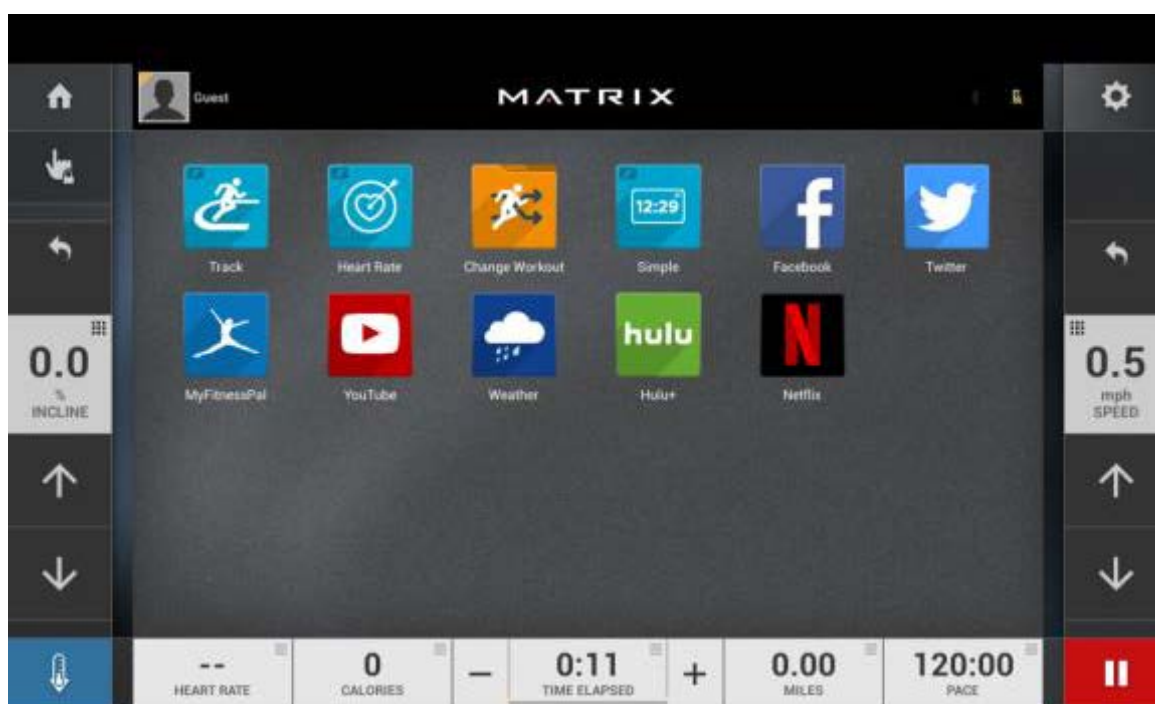 Guest
MATRIX
12:29
Track
Heart Rate
Change Workout
Simple
Facebook
Twitter
hulu
N
MyFitnessPal
YouTube
Weather
Hulu+
Netflix
0.0
%
INCLINE
0.5
mph
SPEED
--
HEART RATE
0
CALORIES
0:11
TIME ELAPSED
0.00
MILES
120:00
PACE